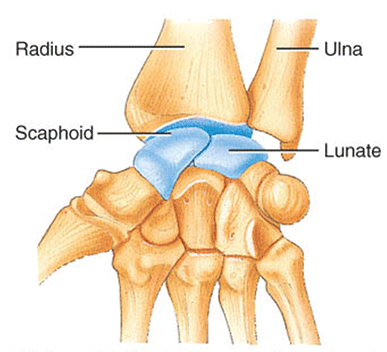 Radius
Ulna
Scaphoid
Lunate